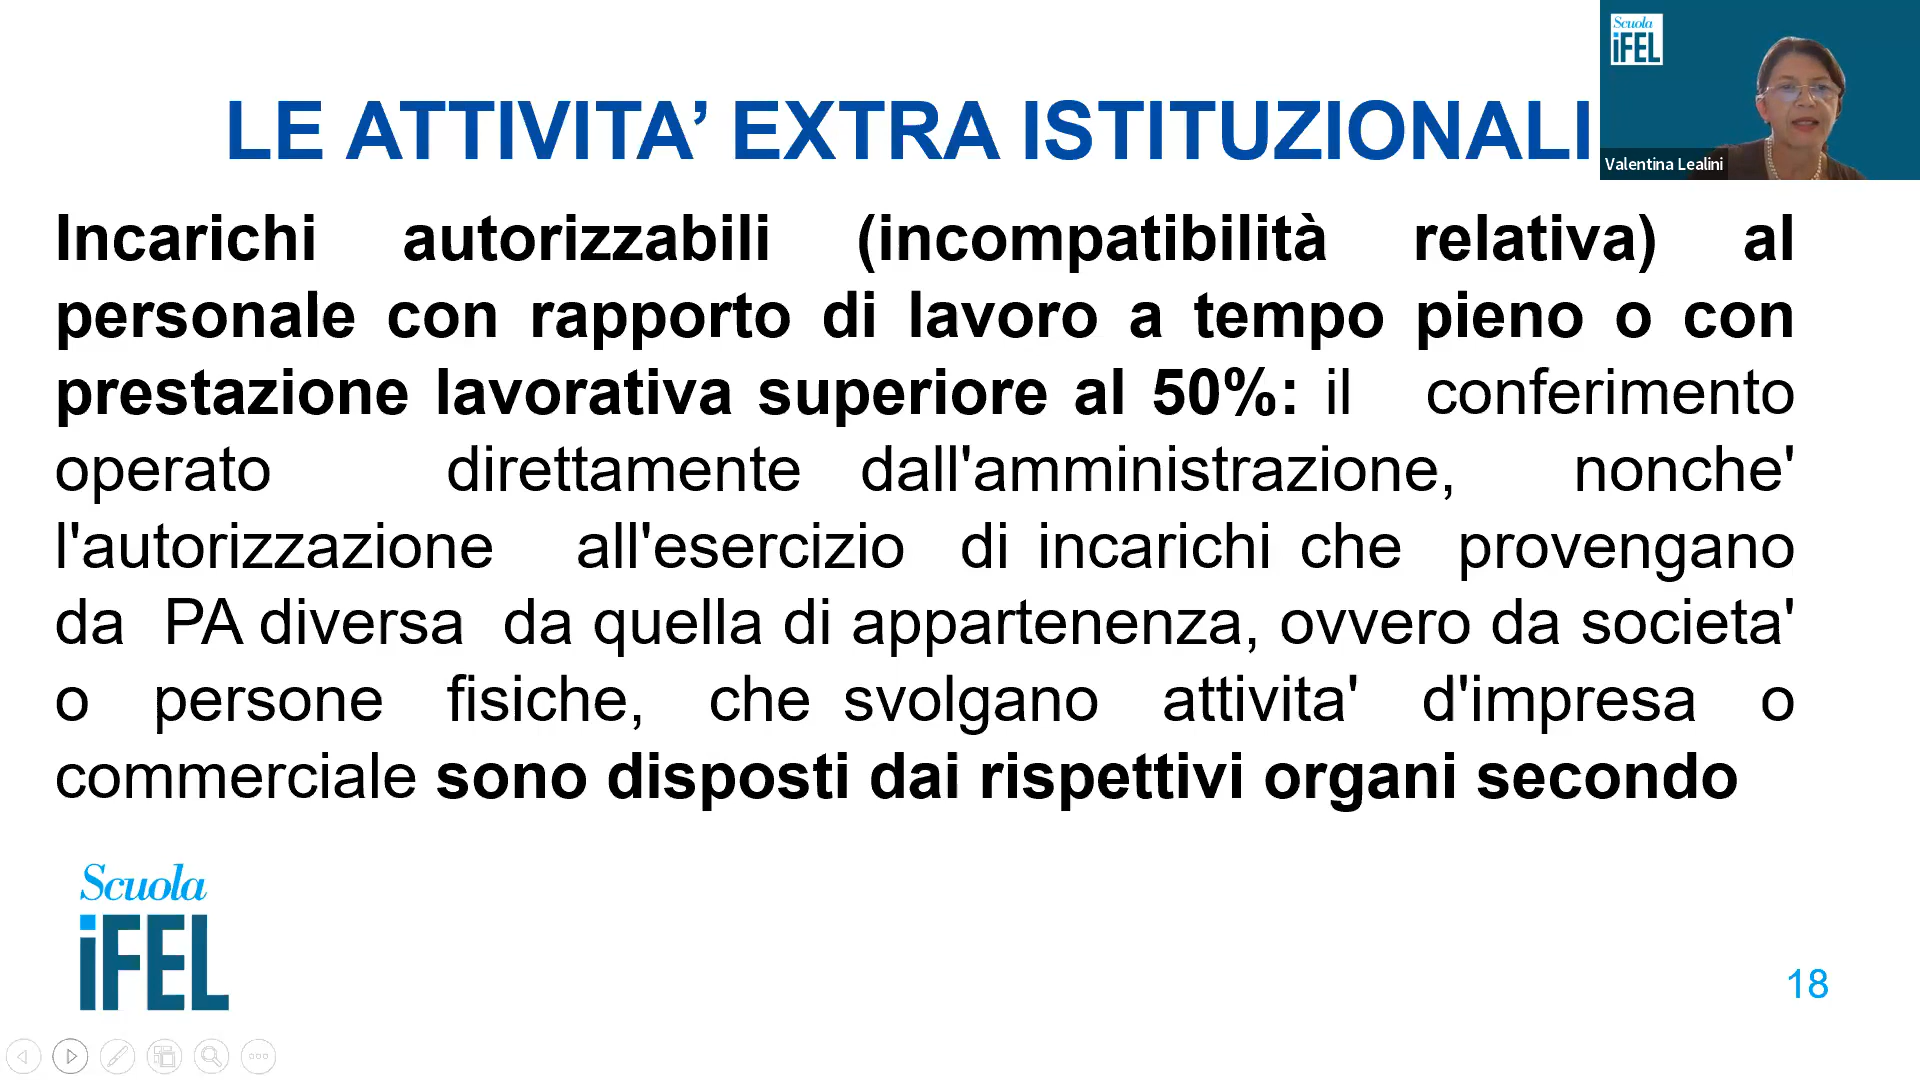 Scuola
iFEL
Valentina Lealini
LE ATTIVITA’ EXTRA ISTITUZIONALI
Incarichi autorizzabili (incompatibilità relativa) al
personale con rapporto di lavoro a tempo pieno o con
prestazione lavorativa superiore al 50%: il conferimento
operato direttamente dall'amministrazione, nonche'
l'autorizzazione all'esercizio di incarichi che provengano
da PA diversa da quella di appartenenza, ovvero da societa'
o persone fisiche, che svolgano attivita' d'impresa o
commerciale sono disposti dai rispettivi organi secondo
Scuola
iFEL
18